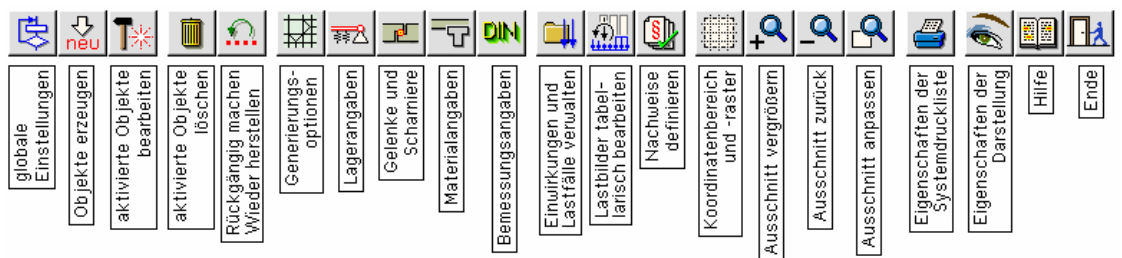 neu
DIN
§
globale
Einstellungen
Objekte erzeugen
aktivierte Objekte
bearbeiten
aktivierte Objekte
löschen
Rückgängig machen
Wieder herstellen
Generierungs-
optionen
Lagerangaben
Gelenke und
Scharniere
Materialangaben
Bemessungsangaben
Einwirkungen und
Lastfälle verwalten
Lastbilder tabel-
larisch bearbeiten
Nachweise
definieren
Koordinatenbereich
und -raster
Ausschnitt vergrößern
Ausschnitt zurück
Ausschnitt anpassen
Eigenschaften der
Systemdruckliste
Eigenschaften der
Darstellung
Hilfe
Ende